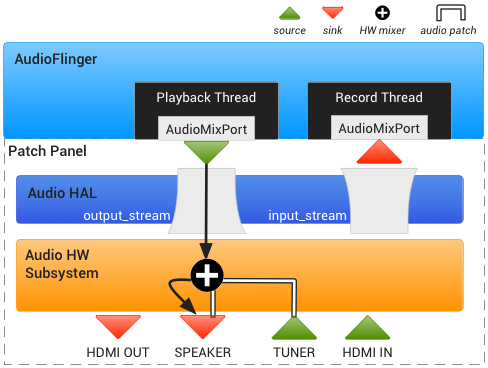 source
sink
HW mixer
audio patch
AudioFlinger
Playback Thread
Record Thread
AudioMixPort
AudioMixPort
Patch Panel
Audio HAL
output_stream
input_stream
Audio HW
Subsystem
HDMI OUT
SPEAKER
TUNER
HDMI IN